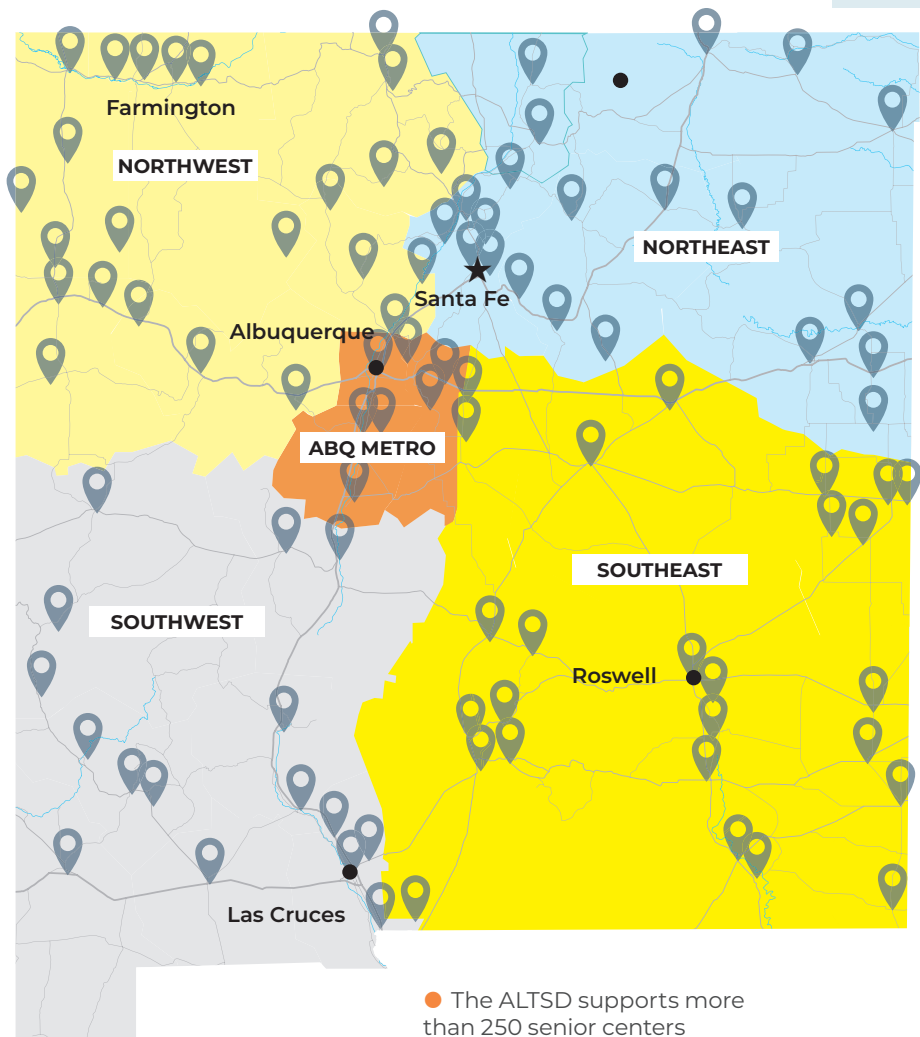 Farmington
NORTHWEST
NORTHEAST
Santa Fe
Albuquerque
ABQ METRO
SOUTHEAST
SOUTHWEST
Roswell
Las Cruces
The ALTSD supports more
than 250 senior centers